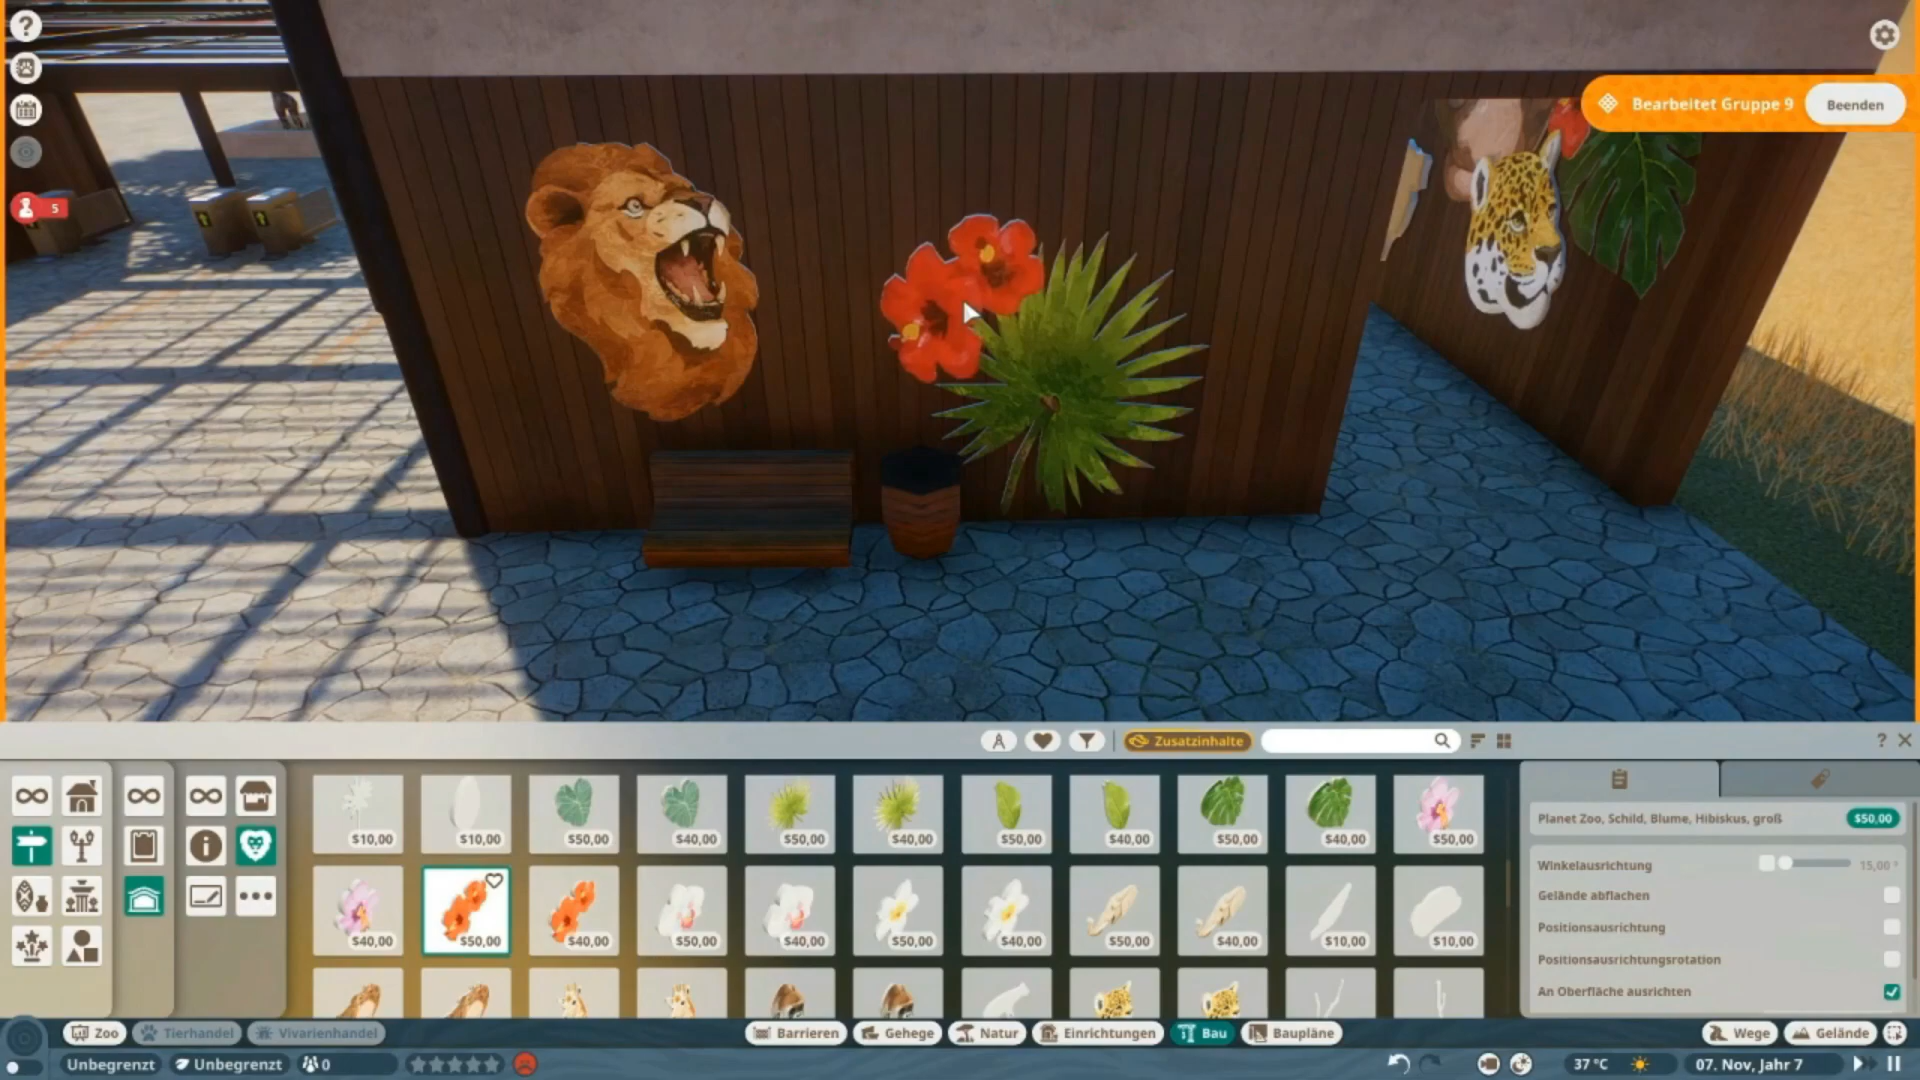 ?
Bearbeitet Gruppe 9
Beenden
5
Zusatzinhalte
? ×
$10,00 $10,00 $50,00 $40,00 $50,00 $40,00 $50,00 $40,00 $50,00 $40,00 $50,00
$40,00 $50,00 $40,00 $50,00 $40,00 $50,00 $40,00 $50,00 $40,00 $10,00 $10,00
Planet Zoo, Schild, Blume, Hibiskus, groß $50,00
Winkelausrichtung 15,00 °
Gelände abflachen
Positionsausrichtung
Positionsausrichtungsrotation
An Oberfläche ausrichten
Zoo Tierhandel Vivarienhandel Barrieren Gehege Natur Einrichtungen Bau Baupläne Wege Gelände
Unbegrenzt Unbegrenzt 0 37 °C 07. Nov, Jahr 7